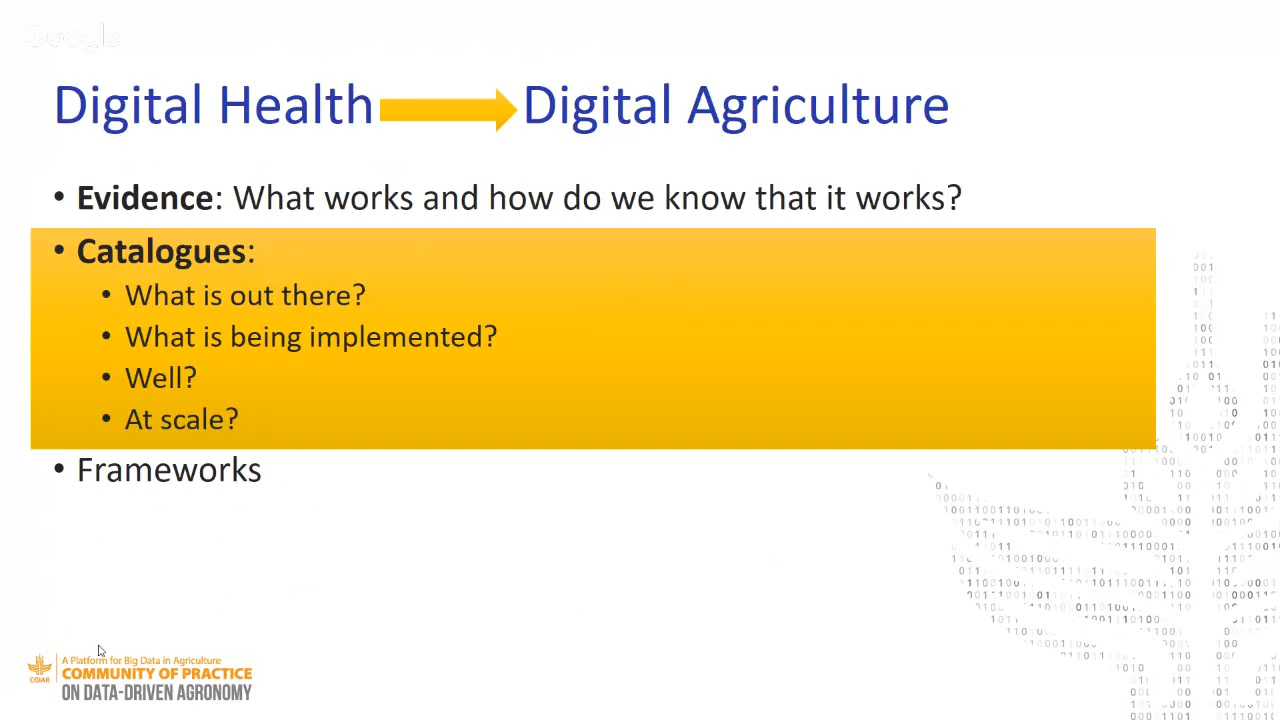 Google
Digital Health Digital Agriculture
• Evidence: What works and how do we know that it works?
• Catalogues:
• What is out there?
• What is being implemented?
• Well?
• At scale?
• Frameworks
CGIAR
A Platform for Big Data in Agriculture
COMMUNITY OF PRACTICE
ON DATA-DRIVEN AGRONOMY